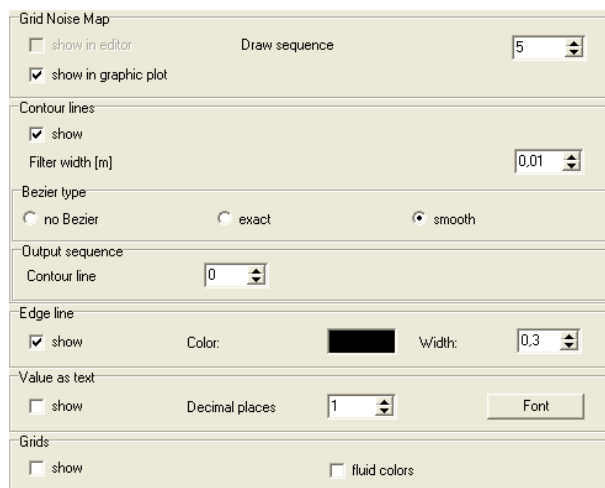 Grid Noise Map
show in editor Draw sequence 5
show in graphic plot
Contour lines
show
Filter width [m] 0,01
Bezier type
no Bezier exact smooth
Output sequence
Contour line 0
Edge line
show Color: Width: 0,3
Value as text
show Decimal places 1 Font
Grids
show fluid colors